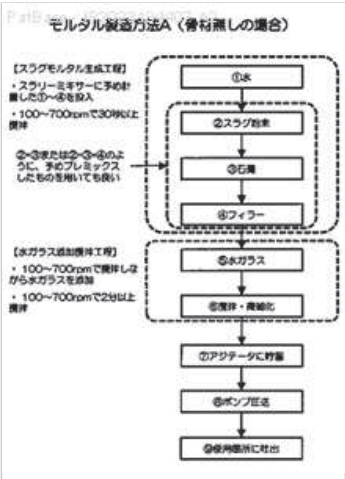 モルタル製造方法A（骨材無しの場合）
【スラグモルタル生成工程】
・スラリーミキサーに予め計
量した①～④を投入
・100～700rpmで30秒以上
攪拌
②-③または②-③-④のよ
うに、予めプレミックス
したものを用いても良い
①水
②スラグ粉末
③石膏
④フィラー
【水ガラス添加攪拌工程】
・100～700rpmで攪拌しな
がら水ガラスを添加
・100～700rpmで2分以上
攪拌
⑤水ガラス
⑥攪拌・高細化
⑦アジテータに貯留
⑧ポンプ圧送
⑨使用箇所に吐出